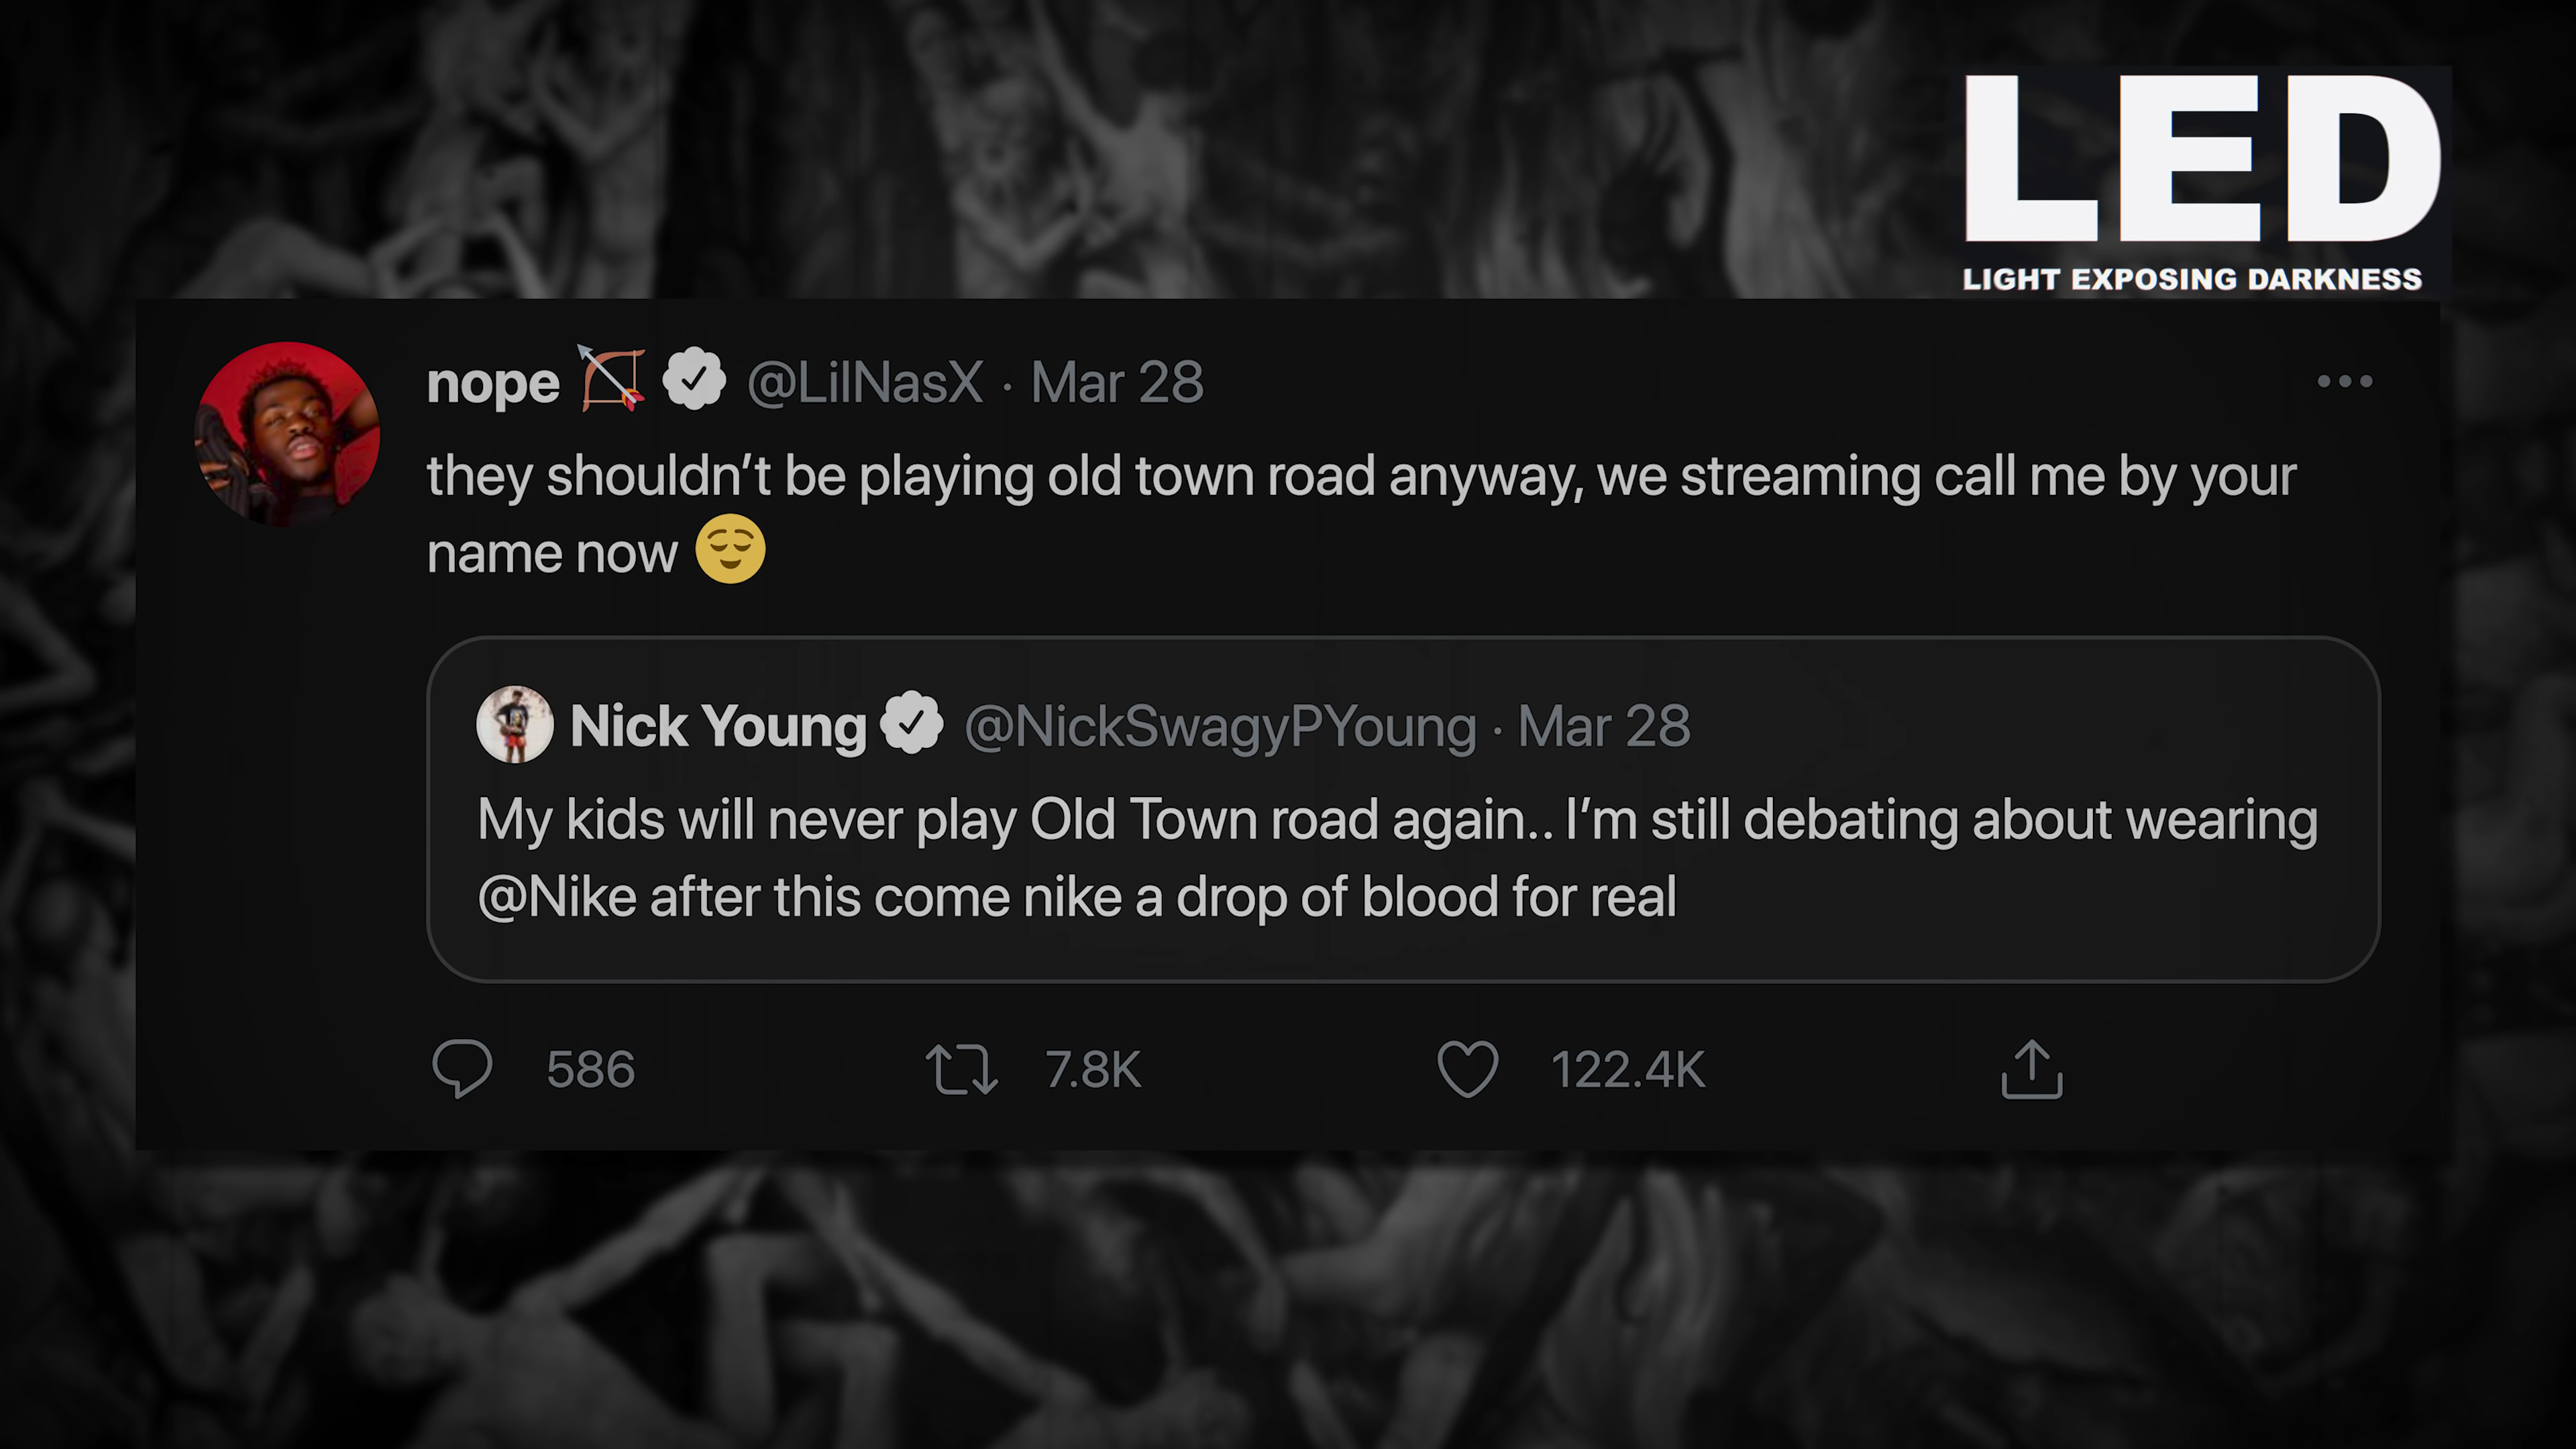 LED
LIGHT EXPOSING DARKNESS
nope 🏹 @LilNasX · Mar 28
they shouldn’t be playing old town road anyway, we streaming call me by your
name now 😌
Nick Young @NickSwagyPYoung · Mar 28
My kids will never play Old Town road again.. I’m still debating about wearing
@Nike after this come nike a drop of blood for real
586 7.8K 122.4K